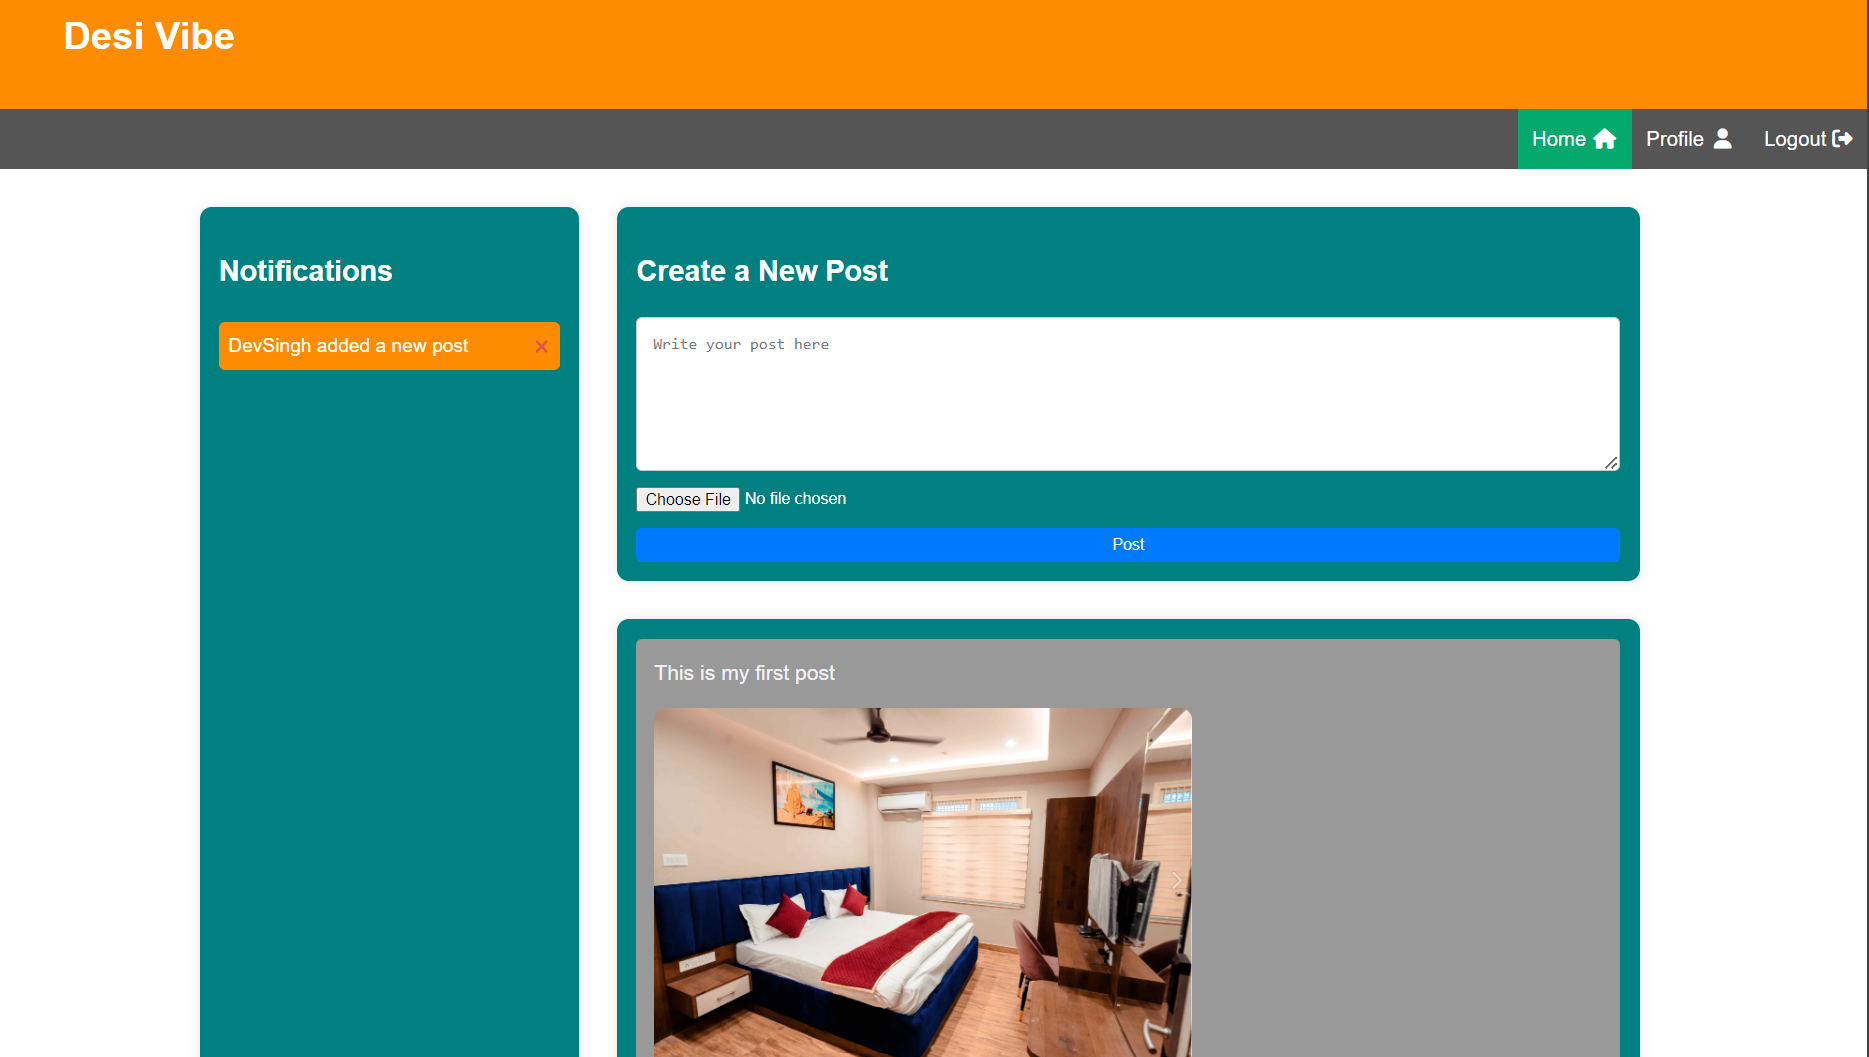 Desi Vibe
Home
Profile
Logout
Notifications
DevSingh added a new post
Create a New Post
Write your post here
Choose File No file chosen
Post
This is my first post